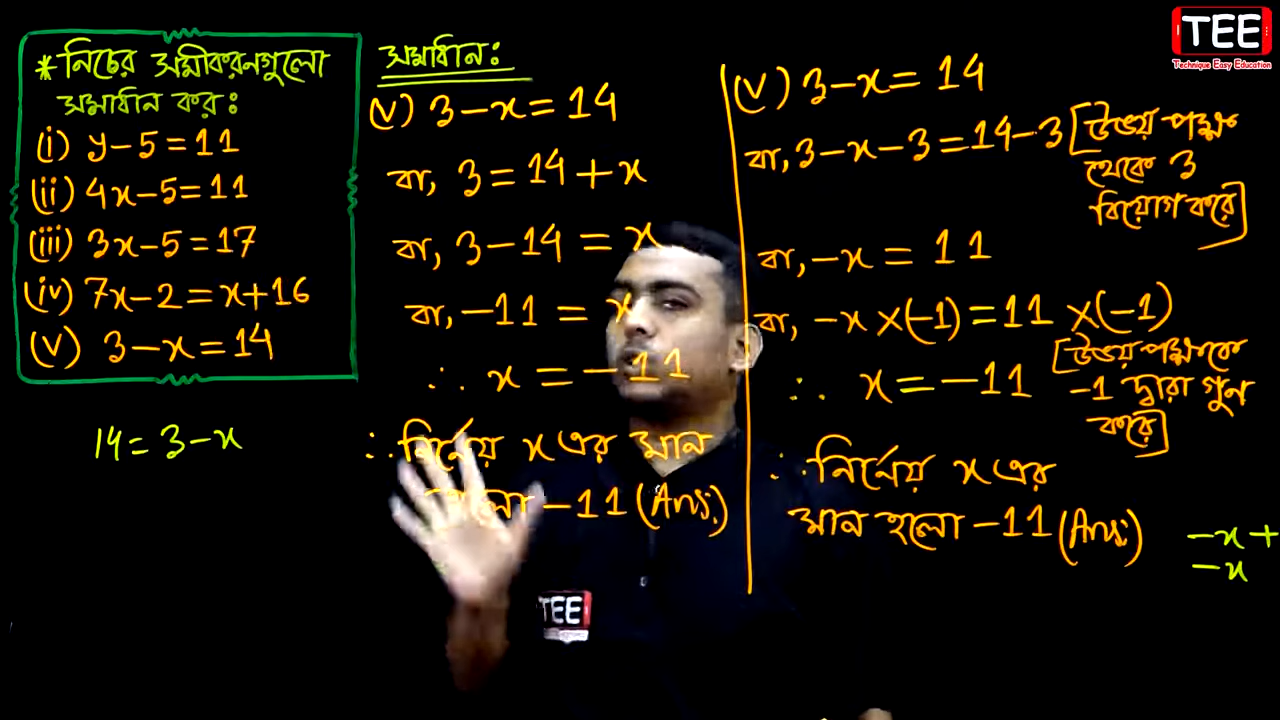 *নিচের সমীকরনগুলো
সমাধান কর:
(i) y-5=11
(ii) 4x-5=11
(iii) 3x-5=17
(iv) 7x-2=x+16
(v) 3-x=14
14=3-x
সমাধান:
(v) 3-x=14
বা, 3=14+x
বা, 3-14=x
বা, -11=x
∴ x=-11
∴ নির্নেয় x এর মান
হলো -11 (Ans:)
(v) 3-x=14
বা, 3-x-3=14-3 [উভয় পক্ষ
থেকে 3
বিয়োগ করে]
বা, -x=11
বা, -x×(-1)=11×(-1)
[উভয় পক্ষকে
-1 দ্বারা গুন
করে]
∴ x=-11
∴ নির্নেয় x এর
মান হলো -11 (Ans:)
-x+
-x
TEE
Technique Easy Education
TEE